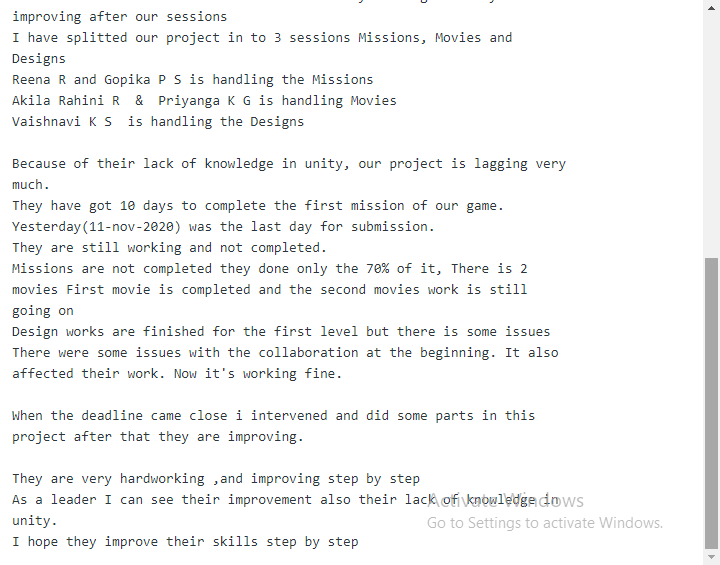 improving after our sessions
I have splitted our project in to 3 sessions Missions, Movies and
Designs
Reena R and Gopika P S is handling the Missions
Akila Rahini R  &  Priyanga K G is handling Movies
Vaishnavi K S  is handling the Designs

Because of their lack of knowledge in unity, our project is lagging very
much.
They have got 10 days to complete the first mission of our game.
Yesterday(11-nov-2020) was the last day for submission.
They are still working and not completed.
Missions are not completed they done only the 70% of it, There is 2
movies First movie is completed and the second movies work is still
going on
Design works are finished for the first level but there is some issues
There were some issues with the collaboration at the beginning. It also
affected their work. Now it's working fine.

When the deadline came close i intervened and did some parts in this
project after that they are improving.

They are very hardworking ,and improving step by step
As a leader I can see their improvement also their lack of knowledge in
unity.
I hope they improve their skills step by step
Activate Windows
Go to Settings to activate Windows.